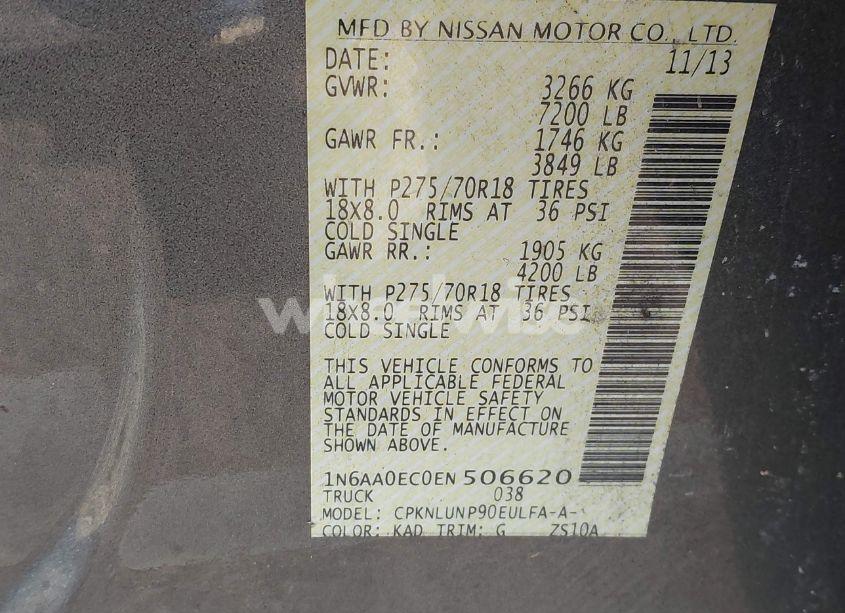 MFD BY NISSAN MOTOR CO., LTD.
DATE: 11/13
GVWR: 3266 KG
7200 LB
GAWR FR.: 1746 KG
3849 LB
WITH P275/70R18 TIRES
18X8.0 RIMS AT 36 PSI
COLD SINGLE
GAWR RR.: 1905 KG
4200 LB
WITH P275/70R18 TIRES
18X8.0 RIMS AT 36 PSI
COLD SINGLE
THIS VEHICLE CONFORMS TO
ALL APPLICABLE FEDERAL
MOTOR VEHICLE SAFETY
STANDARDS IN EFFECT ON
THE DATE OF MANUFACTURE
SHOWN ABOVE.
1N6AA0EC0EN506620
TRUCK 038
MODEL: CPKNLUNP90EULFA-A-
COLOR: KAD TRIM: G ZS10A